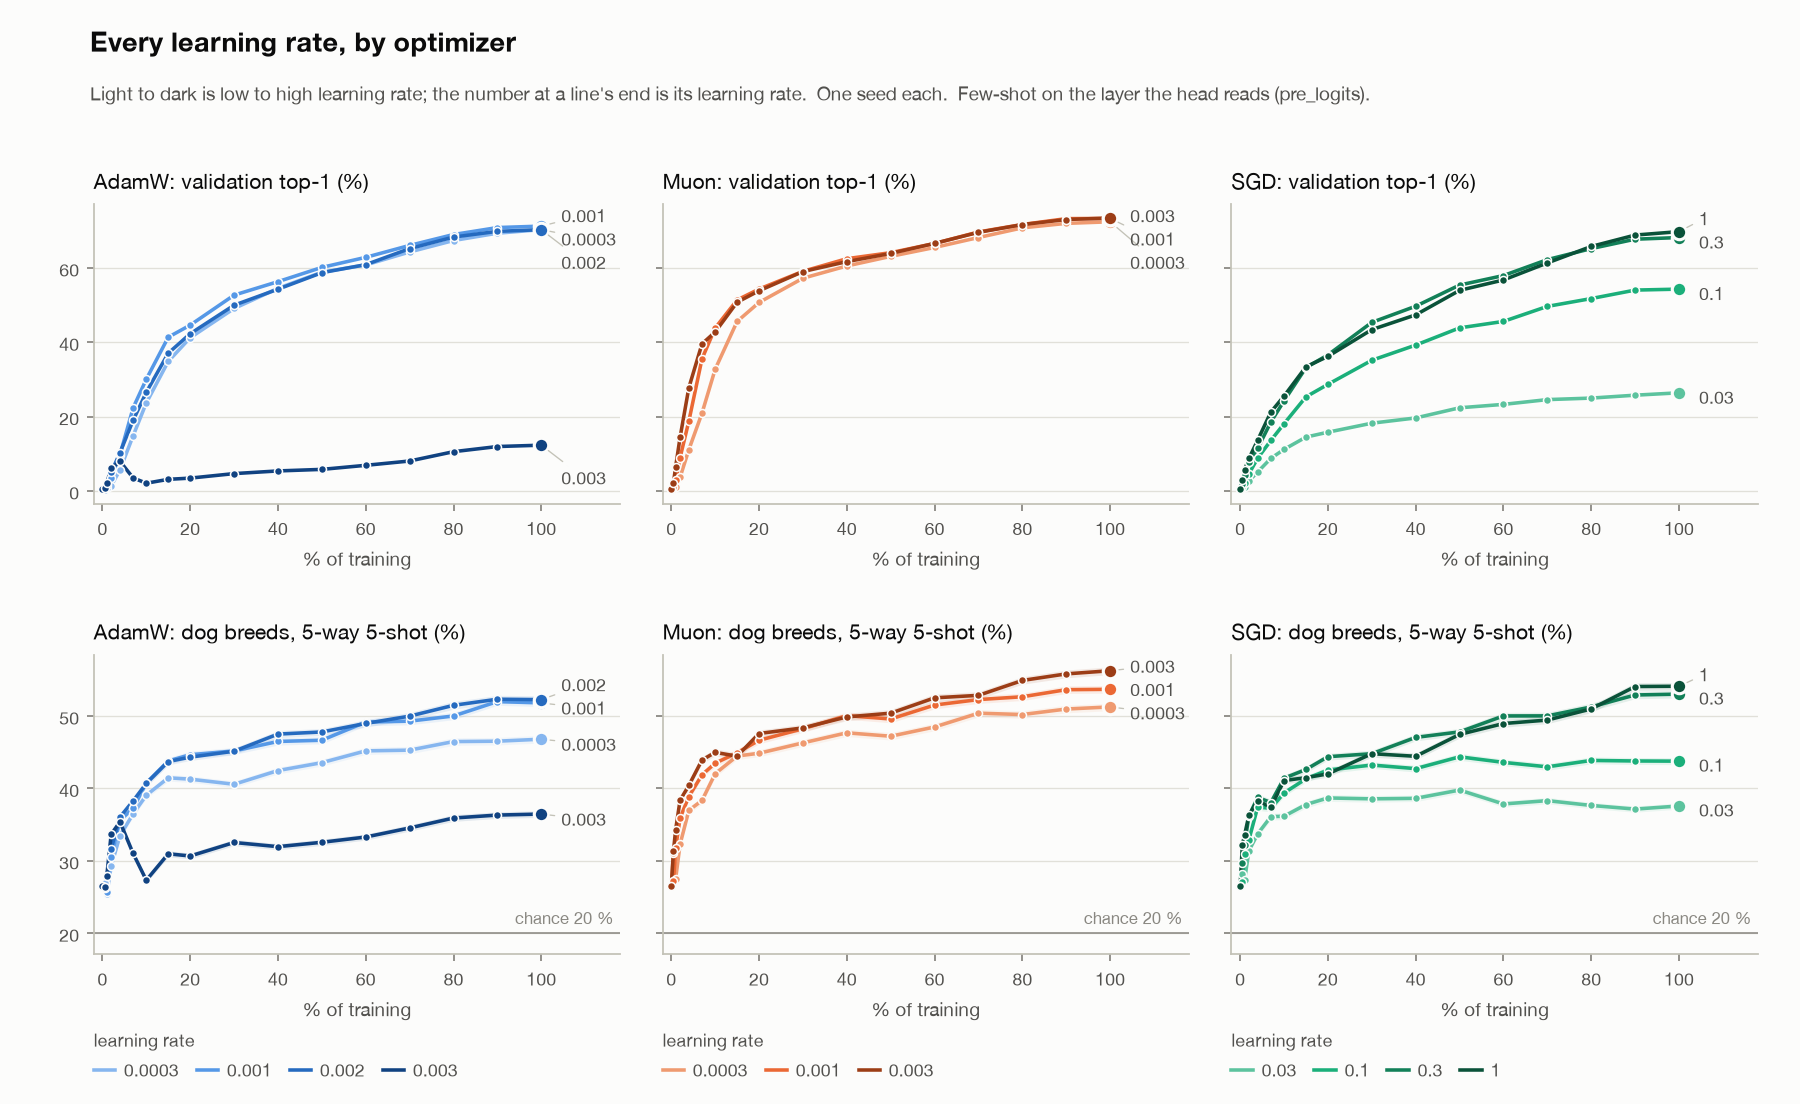 Every learning rate, by optimizer
Light to dark is low to high learning rate; the number at a line's end is its learning rate.  One seed each.  Few-shot on the layer the head reads (pre_logits).
AdamW: validation top-1 (%)
0.001
0.0003
0.002
0.003
60
40
20
0
0 20 40 60 80 100
% of training
Muon: validation top-1 (%)
0.003
0.001
0.0003
0 20 40 60 80 100
% of training
SGD: validation top-1 (%)
1
0.3
0.1
0.03
0 20 40 60 80 100
% of training
AdamW: dog breeds, 5-way 5-shot (%)
0.002
0.001
0.0003
0.003
50
40
30
20
chance 20 %
0 20 40 60 80 100
% of training
learning rate
0.0003 0.001 0.002 0.003
Muon: dog breeds, 5-way 5-shot (%)
0.003
0.001
0.0003
chance 20 %
0 20 40 60 80 100
% of training
learning rate
0.0003 0.001 0.003
SGD: dog breeds, 5-way 5-shot (%)
1
0.3
0.1
0.03
chance 20 %
0 20 40 60 80 100
% of training
learning rate
0.03 0.1 0.3 1